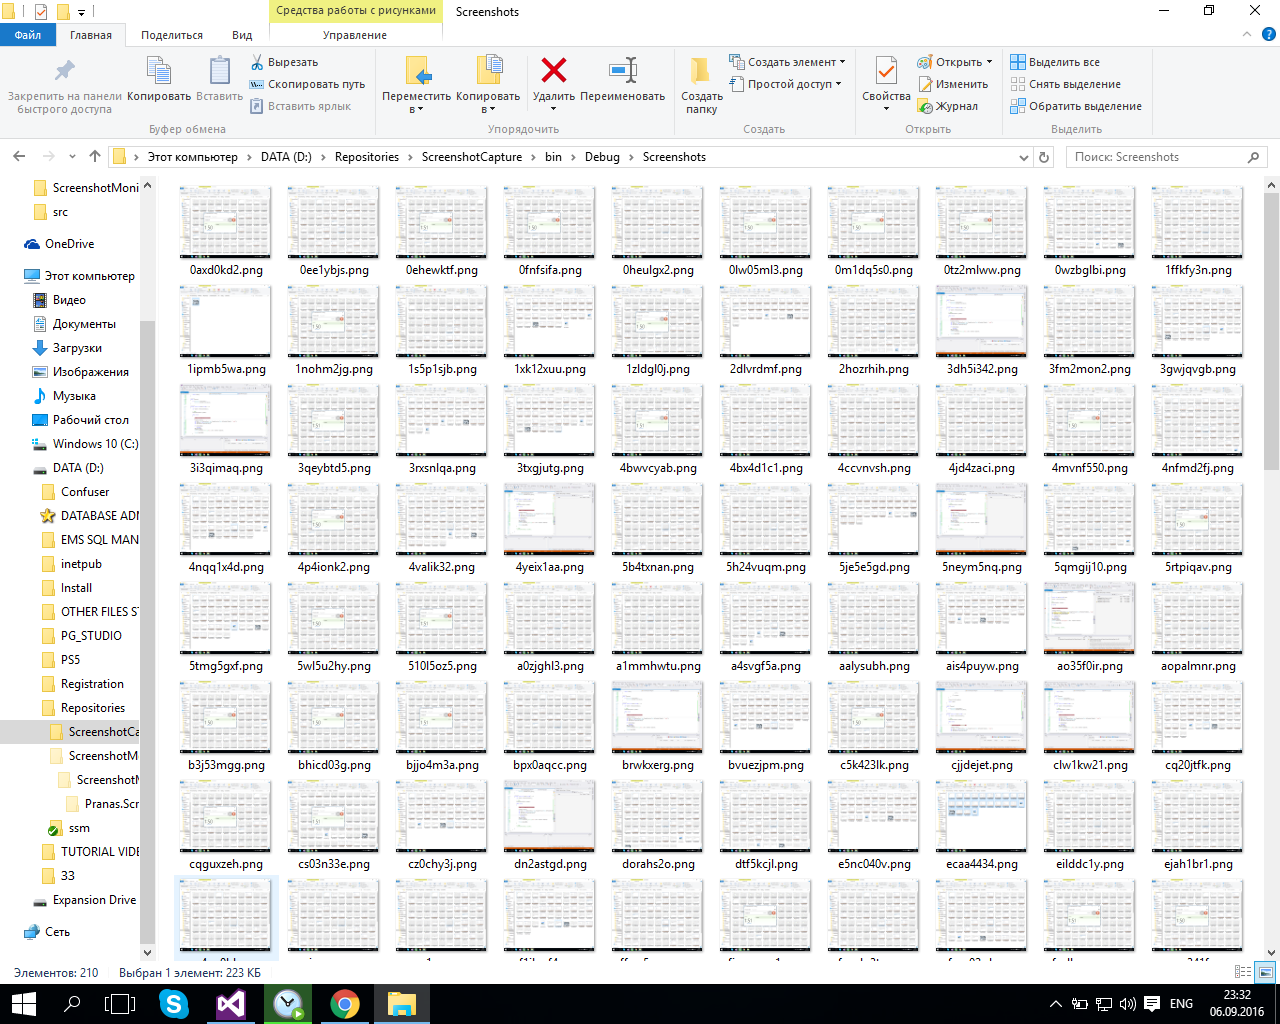 Средства работы с рисунками
Screenshots
Файл
Главная
Поделиться
Вид
Управление
Закрепить на панели быстрого доступа
Копировать
Вставить
Вырезать
Скопировать путь
Вставить ярлык
Буфер обмена
Переместить в
Копировать в
Удалить
Переименовать
Упорядочить
Создать папку
Создать элемент
Простой доступ
Создать
Свойства
Открыть
Изменить
Журнал
Открыть
Выделить все
Снять выделение
Обратить выделение
Выделить
Этот компьютер
DATA (D:)
Repositories
ScreenshotCapture
bin
Debug
Screenshots
Поиск: Screenshots
ScreenshotMoni
src
OneDrive
Этот компьютер
Видео
Документы
Загрузки
Изображения
Музыка
Рабочий стол
Windows 10 (C:)
DATA (D:)
Confuser
DATABASE ADM
EMS SQL MAN
inetpub
Install
OTHER FILES S
PG_STUDIO
PS5
Registration
Repositories
ScreenshotCa
ScreenshotM
Screenshot
Pranas.Scr
ssm
TUTORIAL VIDE
33
Expansion Drive
Сеть
0axd0kd2.png 0ee1ybjs.png 0ehewktf.png 0fnfsifa.png 0heulgx2.png 0lw05ml3.png 0m1dq5s0.png 0tz2mlww.png 0wzbglbi.png 1ffkfy3n.png
1ipmb5wa.png 1nohm2jg.png 1s5p1sjb.png 1xk12xuu.png 1zldgl0j.png 2dlvrdmf.png 2hozrhih.png 3dh5i342.png 3fm2mon2.png 3gwjqvgb.png
3i3qimaq.png 3qeybtd5.png 3rxsnlqa.png 3txgjutg.png 4bwvcyab.png 4bx4d1c1.png 4ccvnvsh.png 4jd4zaci.png 4mvnf550.png 4nfmd2fj.png
4nqq1x4d.png 4p4ionk2.png 4valik32.png 4yeix1aa.png 5b4txnan.png 5h24vuqm.png 5je5e5gd.png 5neym5nq.png 5qmgij10.png 5rtpiqav.png
5tmg5gxf.png 5wl5u2hy.png 510l5oz5.png a0zjghl3.png a1mmhwtu.png a4svgf5a.png aalysubh.png ais4puyw.png ao35f0ir.png aopalmnr.png
b3j53mgg.png bhicd03g.png bjjo4m3a.png bpx0aqcc.png brwkxerg.png bvuezjpm.png c5k423lk.png cjjdejet.png clw1kw21.png cq20jtfk.png
cqguxzeh.png cs03n33e.png cz0chy3j.png dn2astgd.png dorahs2o.png dtf5kcjl.png e5nc040v.png ecaa4434.png eilddc1y.png ejah1br1.png
Элементов: 210
Выбран 1 элемент: 223 КБ
ENG
23:32
06.09.2016